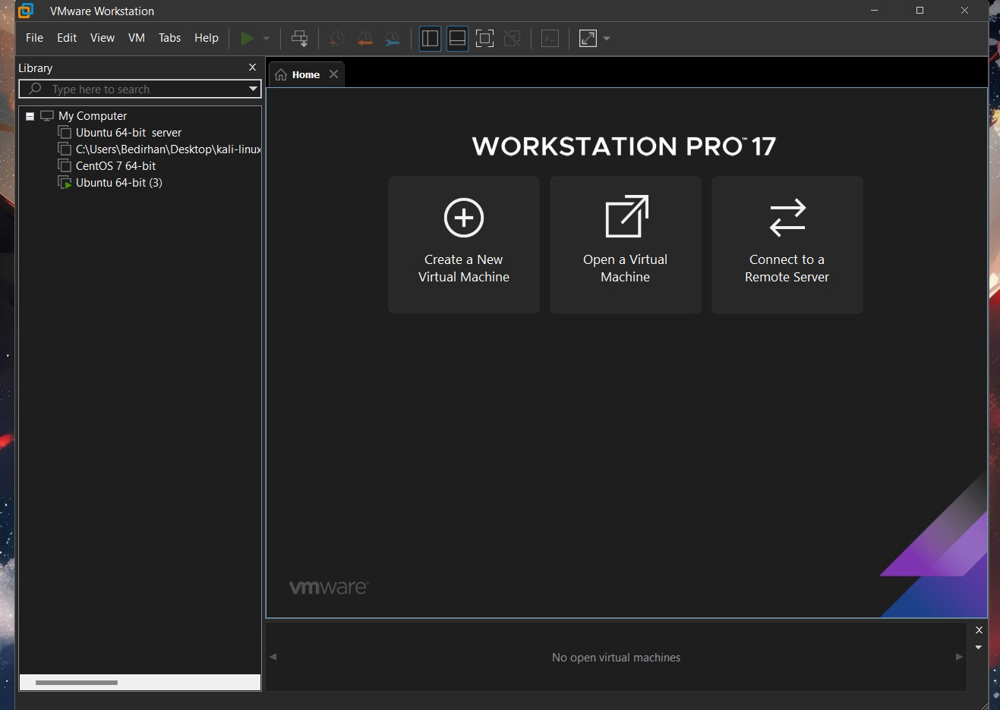 VMware Workstation
File Edit View VM Tabs Help
Library
Type here to search
My Computer
Ubuntu 64-bit  server
C:\Users\Bedirhan\Desktop\kali-linux
CentOS 7 64-bit
Ubuntu 64-bit (3)
Home
WORKSTATION PRO™ 17
Create a New
Virtual Machine
Open a Virtual
Machine
Connect to a
Remote Server
vmware
No open virtual machines